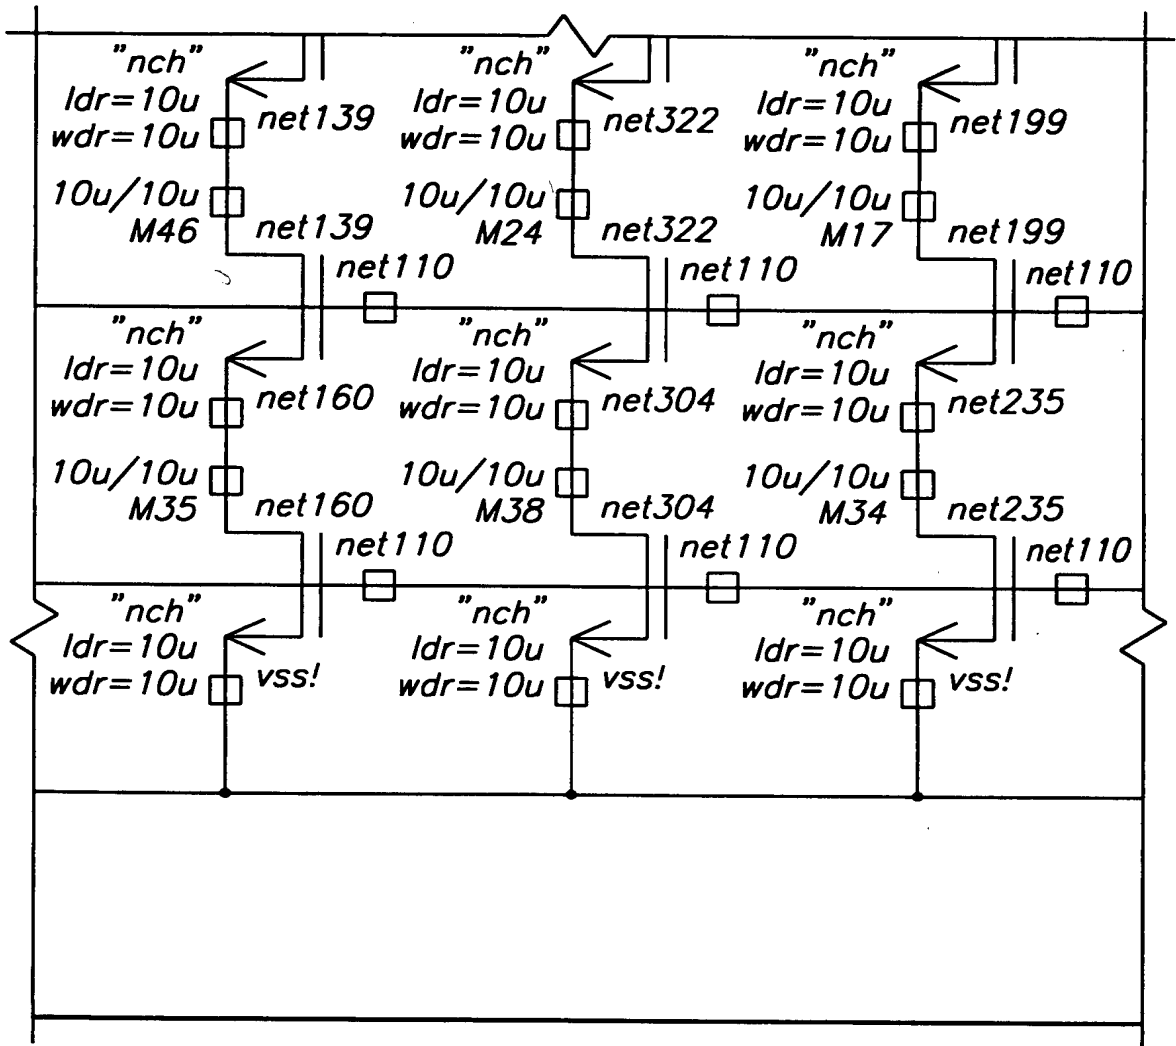 "nch" "nch" "nch"
ldr=10u ldr=10u ldr=10u
net139 net322 net199
wdr=10u wdr=10u wdr=10u
10u/10u 10u/10u 10u/10u
M46 net139 M24 net322 M17 net199
net110 net110 net110
"nch" "nch" "nch"
ldr=10u ldr=10u ldr=10u
wdr=10u net160 wdr=10u net304 wdr=10u net235
10u/10u 10u/10u 10u/10u
M35 net160 M38 net304 M34 net235
net110 net110 net110
"nch" "nch" "nch"
ldr=10u ldr=10u ldr=10u
wdr=10u vss! wdr=10u vss! wdr=10u vss!